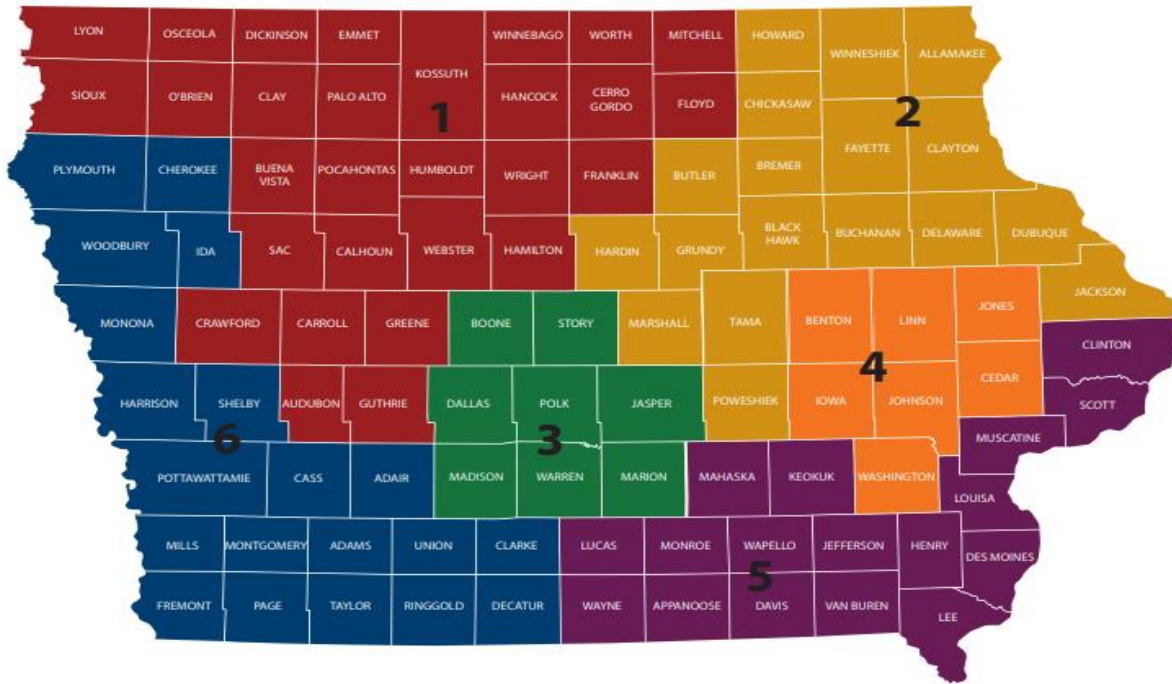 LYON
OSCEOLA
DICKINSON
EMMET
KOSSUTH
WINNEBAGO
WORTH
MITCHELL
HOWARD
WINNESHIEK
ALLAMAKEE
SIOUX
O'BRIEN
CLAY
PALO ALTO
1
HANCOCK
CERRO
GORDO
FLOYD
CHICKASAW
2
PLYMOUTH
CHEROKEE
BUENA
VISTA
POCAHONTAS
HUMBOLDT
WRIGHT
FRANKLIN
BUTLER
BREMER
FAYETTE
CLAYTON
WOODBURY
IDA
SAC
CALHOUN
WEBSTER
HAMILTON
HARDIN
GRUNDY
BLACK
HAWK
BUCHANAN
DELAWARE
DUBUQUE
MONONA
CRAWFORD
CARROLL
GREENE
BOONE
STORY
MARSHALL
TAMA
BENTON
LINN
JONES
JACKSON
CLINTON
4
HARRISON
SHELBY
AUDUBON
GUTHRIE
DALLAS
POLK
JASPER
POWESHIEK
IOWA
JOHNSON
CEDAR
SCOTT
6
3
MUSCATINE
POTTAWATTAMIE
CASS
ADAIR
MADISON
WARREN
MARION
MAHASKA
KEOKUK
WASHINGTON
LOUISA
MILLS
MONTGOMERY
ADAMS
UNION
CLARKE
LUCAS
MONROE
WAPELLO
JEFFERSON
HENRY
DES MOINES
5
FREMONT
PAGE
TAYLOR
RINGGOLD
DECATUR
WAYNE
APPANOOSE
DAVIS
VAN BUREN
LEE